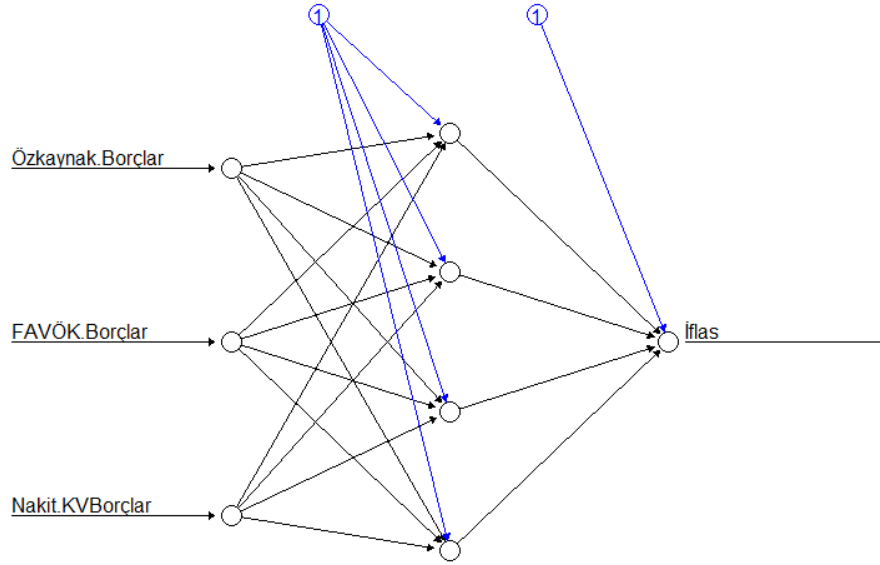 1
1
Özkaynak.Borçlar
FAVÖK.Borçlar
İflas
Nakit.KVBorçlar